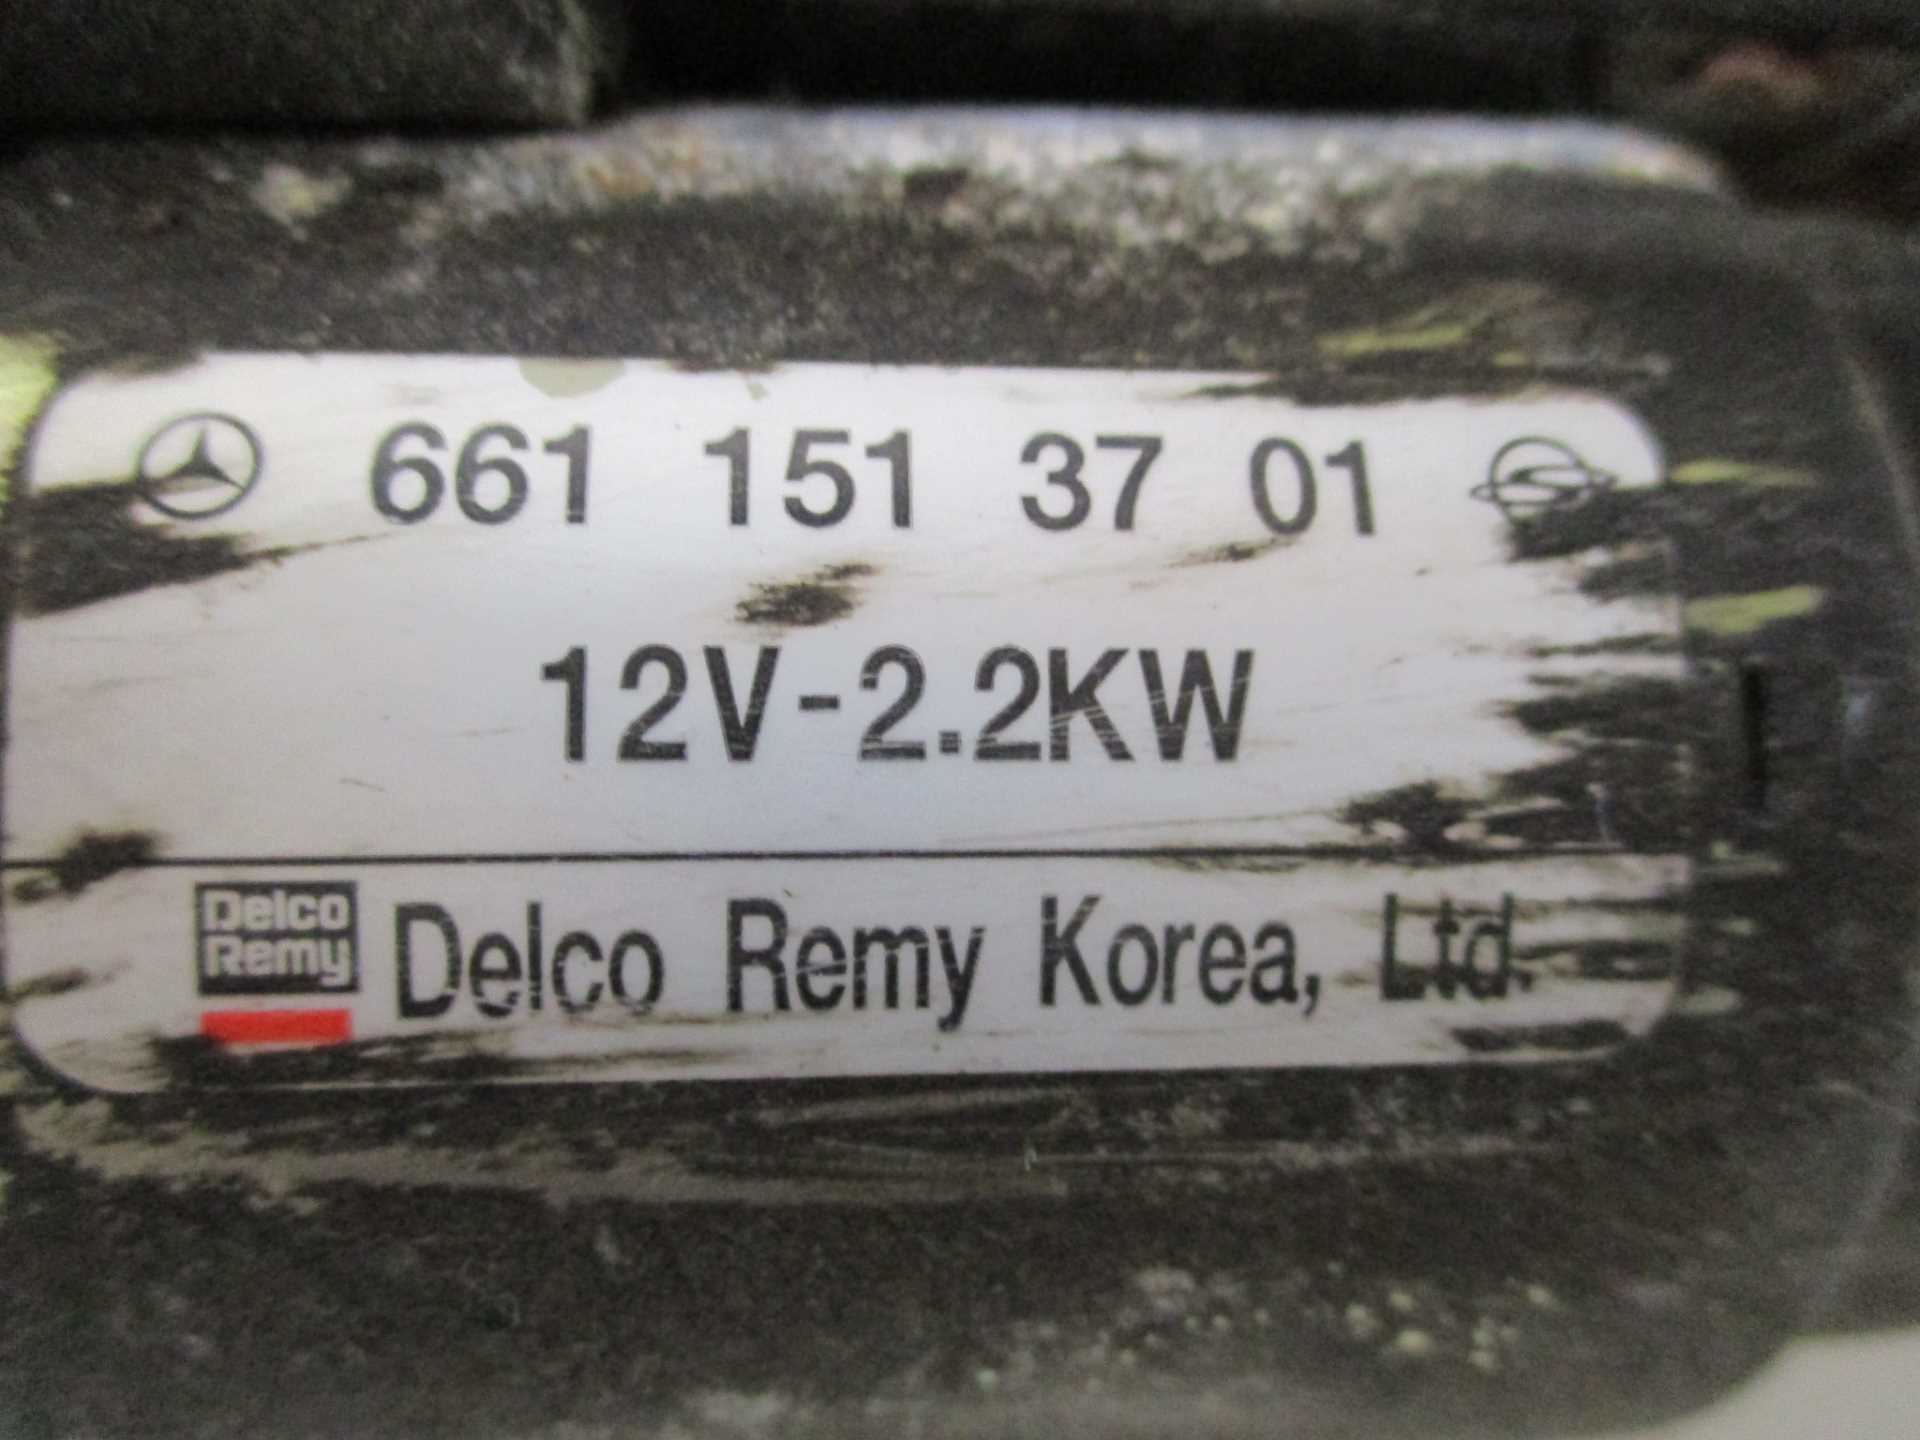 661 151 37 01
12V-2.2KW
Delco
Remy
Delco Remy Korea, Ltd.